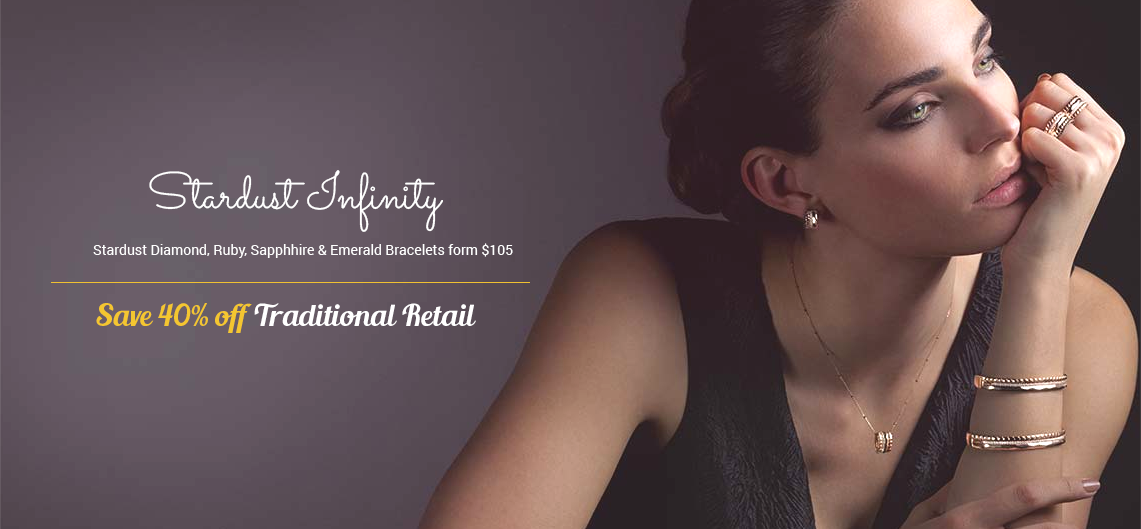 Stardust Infinity
Stardust Diamond, Ruby, Sapphhire & Emerald Bracelets form $105
Save 40% off Traditional Retail